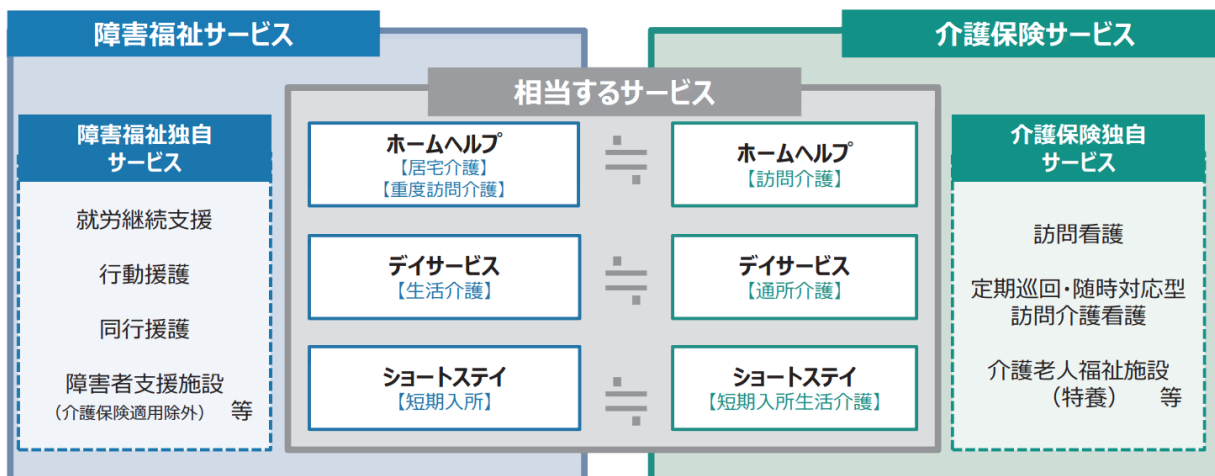 障害福祉サービス
介護保険サービス
相当するサービス
障害福祉独自
サービス
就労継続支援
行動援護
同行援護
障害者支援施設
（介護保険適用除外） 等
ホームヘルプ
【居宅介護】
【重度訪問介護】
≒
ホームヘルプ
【訪問介護】
デイサービス
【生活介護】
≒
デイサービス
【通所介護】
ショートステイ
【短期入所】
≒
ショートステイ
【短期入所生活介護】
介護保険独自
サービス
訪問看護
定期巡回・随時対応型
訪問介護看護
介護老人福祉施設
（特養） 等